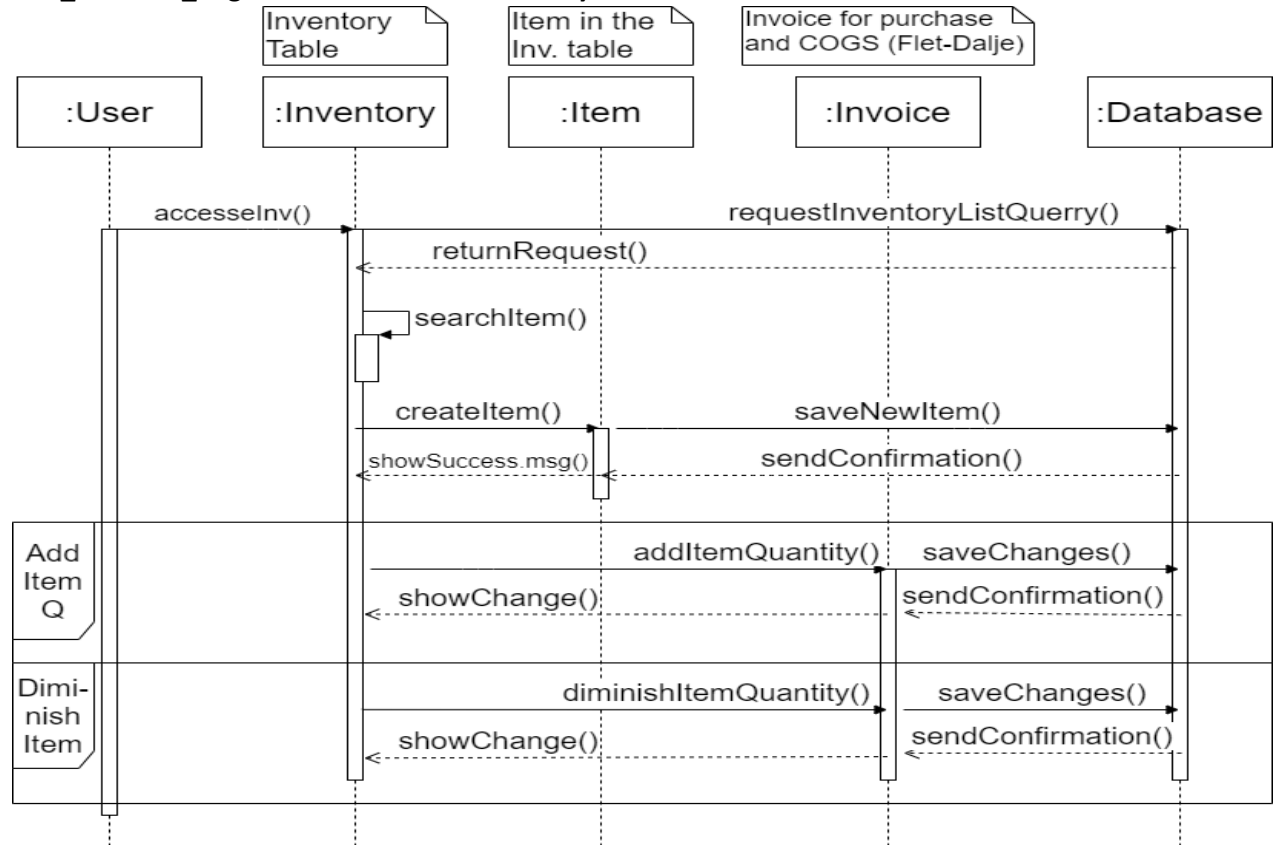 Inventory
Table
Item in the
Inv. table
Invoice for purchase
and COGS (Flet-Dalje)
:User
:Inventory
:Item
:Invoice
:Database
accesseInv()
requestInventoryListQuerry()
returnRequest()
searchItem()
createItem()
saveNewItem()
showSuccess.msg()
sendConfirmation()
Add
Item
Q
addItemQuantity()
saveChanges()
showChange()
sendConfirmation()
Dimi-
nish
Item
diminishItemQuantity()
saveChanges()
showChange()
sendConfirmation()